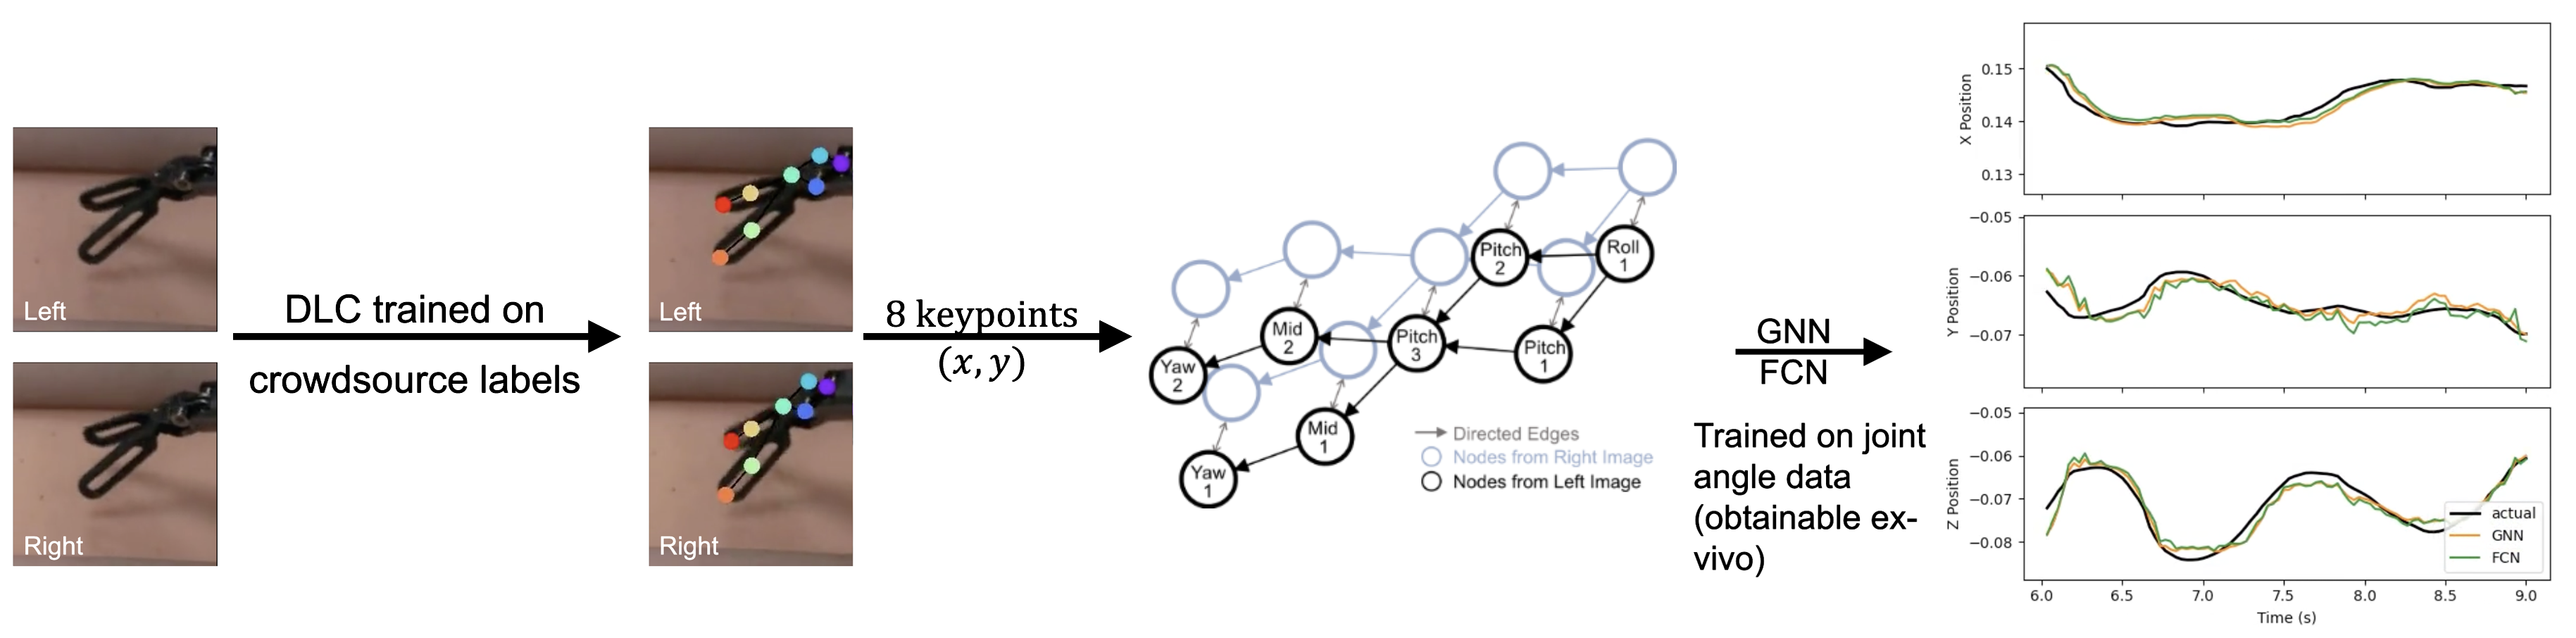 Left
Right
DLC trained on
crowdsource labels
Left
Right
8 keypoints
(x, y)
Pitch
2
Roll
1
Mid
2
Pitch
3
Pitch
1
Yaw
2
Mid
1
Yaw
1
Directed Edges
Nodes from Right Image
Nodes from Left Image
GNN
FCN
Trained on joint
angle data
(obtainable ex-
vivo)
X Position
0.15
0.14
0.13
Y Position
−0.05
−0.06
−0.07
Z Position
−0.05
−0.06
−0.07
−0.08
actual
GNN
FCN
6.0 6.5 7.0 7.5 8.0 8.5 9.0
Time (s)